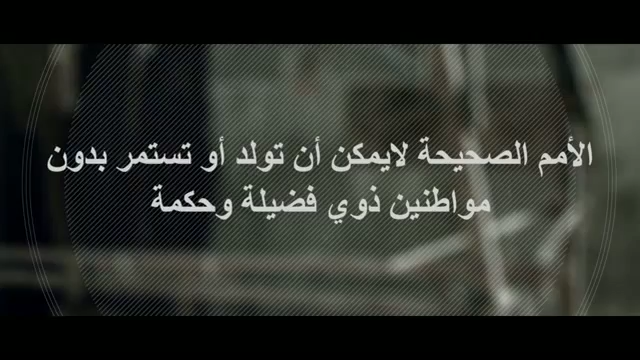 الأمم الصحيحة لايمكن أن تولد أو تستمر بدون
مواطنين ذوي فضيلة وحكمة